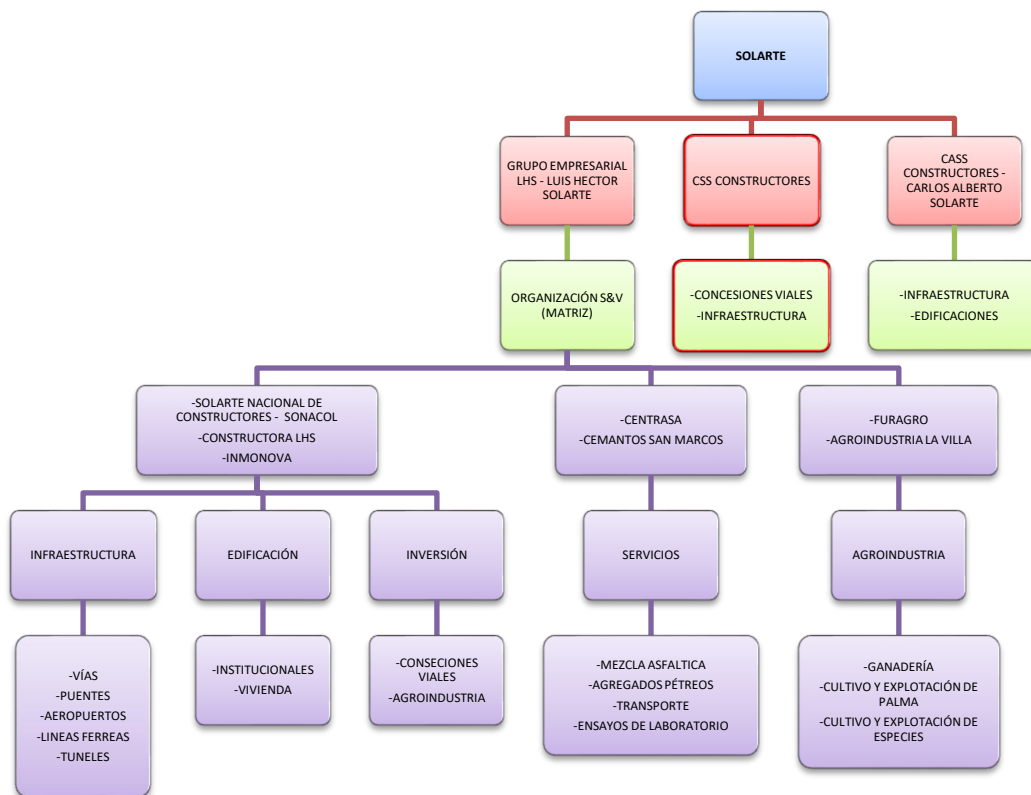 SOLARTE
GRUPO EMPRESARIAL
LHS - LUIS HECTOR
SOLARTE
CSS CONSTRUCTORES
CASS
CONSTRUCTORES -
CARLOS ALBERTO
SOLARTE
ORGANIZACIÓN S&V
(MATRIZ)
-CONCESIONES VIALES
-INFRAESTRUCTURA
-INFRAESTRUCTURA
-EDIFICACIONES
-SOLARTE NACIONAL DE
CONSTRUCTORES - SONACOL
-CONSTRUCTORA LHS
-INMONOVA
-CENTRASA
-CEMANTOS SAN MARCOS
-FURAGRO
-AGROINDUSTRIA LA VILLA
INFRAESTRUCTURA
EDIFICACIÓN
INVERSIÓN
SERVICIOS
AGROINDUSTRIA
-VÍAS
-PUENTES
-AEROPUERTOS
-LINEAS FERREAS
-TUNELES
-INSTITUCIONALES
-VIVIENDA
-CONSECIONES
VIALES
-AGROINDUSTRIA
-MEZCLA ASFALTICA
-AGREGADOS PÉTREOS
-TRANSPORTE
-ENSAYOS DE LABORATORIO
-GANADERÍA
-CULTIVO Y EXPLOTACIÓN DE
PALMA
-CULTIVO Y EXPLOTACIÓN DE
ESPECIES